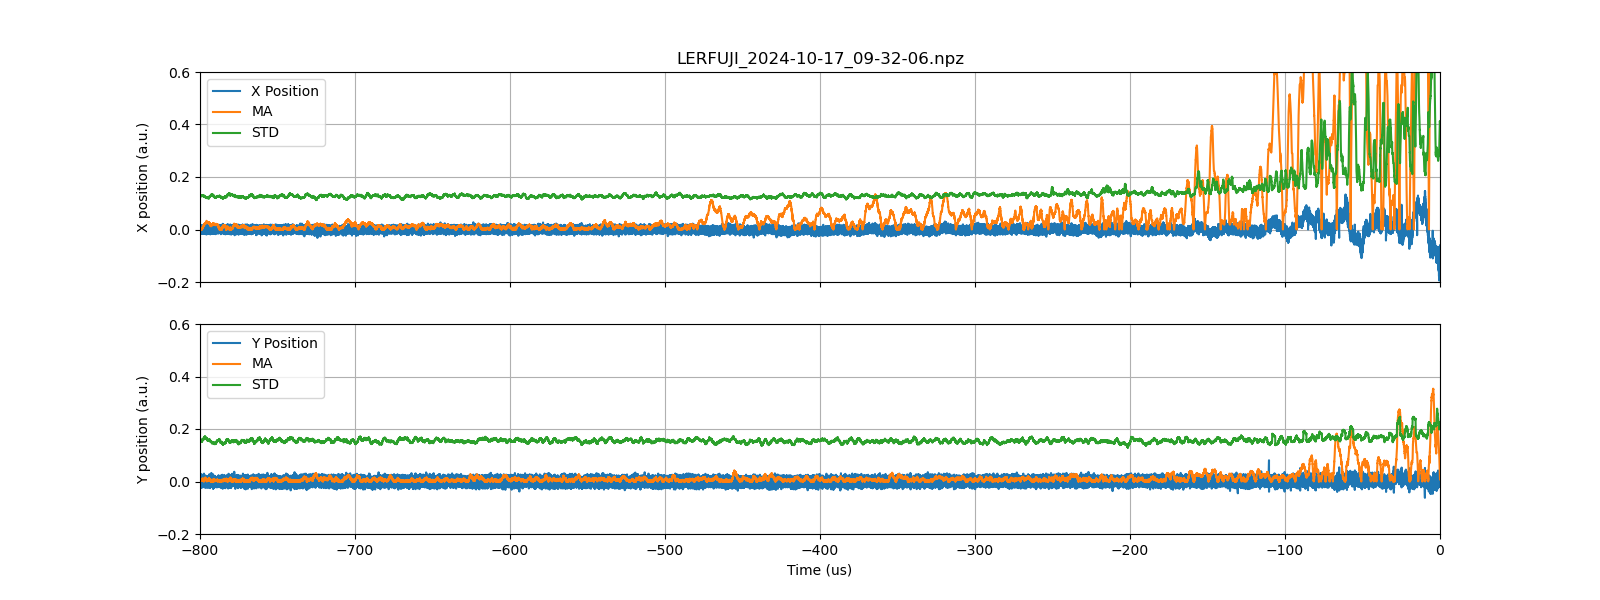 LERFUJI_2024-10-17_09-32-06.npz
X position (a.u.)
0.6
0.4
0.2
0.0
−0.2
X Position
MA
STD
Y position (a.u.)
0.6
0.4
0.2
0.0
−0.2
Y Position
MA
STD
−800 −700 −600 −500 −400 −300 −200 −100 0
Time (us)